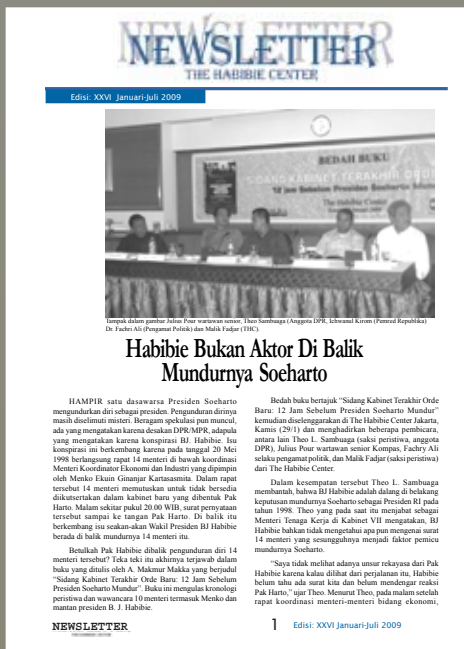 NEWSLETTER
THE HABIBIE CENTER
Edisi: XXVI Januari-Juli 2009
BEDAH BUKU
SIDANG KABINET TERAKHIR ORDE
12 jam Sebelum Presiden Soeharto Mundur
The Habibie Center
Tampak dalam gambar Julius Pour wartawan senior, Theo Sambuaga (Anggota DPR, Ichwanul Kirom (Pemred Republika)
Dr. Fachri Ali (Pengamat Politik) dan Malik Fadjar (THC).
Habibie Bukan Aktor Di Balik
Mundurnya Soeharto
HAMPIR satu dasawarsa Presiden Soeharto
mengundurkan diri sebagai presiden. Pengunduran dirinya
masih diselimuti misteri. Beragam spekulasi pun muncul,
ada yang mengatakan karena desakan DPR/MPR, adapula
yang mengatakan karena konspirasi BJ. Habibie. Isu
konspirasi ini berkembang karena pada tanggal 20 Mei
1998 berlangsung rapat 14 menteri di bawah koordinasi
Menteri Koordinator Ekonomi dan Industri yang dipimpin
oleh Menko Ekuin Ginanjar Kartasasmita. Dalam rapat
tersebut 14 menteri memutuskan untuk tidak bersedia
diikutsertakan dalam kabinet baru yang dibentuk Pak
Harto. Malam sekitar pukul 20.00 WIB, surat pernyataan
tersebut sampai ke tangan Pak Harto. Di balik itu
berkembang isu seakan-akan Wakil Presiden BJ Habibie
berada di balik mundurnya 14 menteri itu.
Betulkah Pak Habibie dibalik pengunduran diri 14
menteri tersebut? Teka teki itu akhirnya terjawab dalam
buku yang ditulis oleh A. Makmur Makka yang berjudul
"Sidang Kabinet Terakhir Orde Baru: 12 Jam Sebelum
Presiden Soeharto Mundur". Buku ini mengulas kronologi
peristiwa dan wawancara 10 menteri termasuk Menko dan
mantan presiden B. J. Habibie.
Bedah buku bertajuk "Sidang Kabinet Terakhir Orde
Baru: 12 Jam Sebelum Presiden Soeharto Mundur"
kemudian diselenggarakan di The Habibie Center Jakarta,
Kamis (29/1) dan menghadirkan beberapa pembicara,
antara lain Theo L. Sambuaga (saksi peristiwa, anggota
DPR), Julius Pour wartawan senior Kompas, Fachry Ali
selaku pengamat politik, dan Malik Fadjar (saksi peristiwa)
dari The Habibie Center.
Dalam kesempatan tersebut Theo L. Sambuaga
membantah, bahwa BJ Habibie adalah dalang di belakang
keputusan mundurnya Soeharto sebagai Presiden RI pada
tahun 1998. Theo yang pada saat itu menjabat sebagai
Menteri Tenaga Kerja di Kabinet VII mengatakan, BJ
Habibie bahkan tidak mengetahui apa pun mengenai surat
14 menteri yang sesungguhnya menjadi faktor pemicu
mundurnya Soeharto.
"Saya tidak melihat adanya unsur rekayasa dari Pak
Habibie karena kalau dilihat dari perjalanan itu, Habibie
belum tahu ada surat kita dan belum mendengar reaksi
Pak Harto," ujar Theo. Menurut Theo, pada malam setelah
rapat koordinasi menteri-menteri bidang ekonomi,
NEWSLETTER
1
Edisi: XXVI Januari-Juli 2009